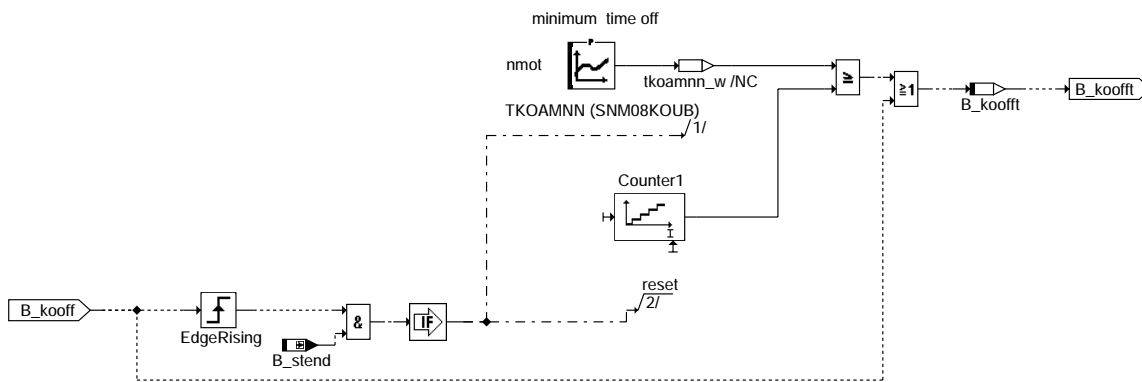 minimum time off
P
nmot
tkoamnn_w /NC
≥
≧1
B_koofft
B_koofft
TKOAMNN (SNM08KOUB)
1/
Counter1
I
reset
2/
B_kooff
EdgeRising
&
IF
B_stend